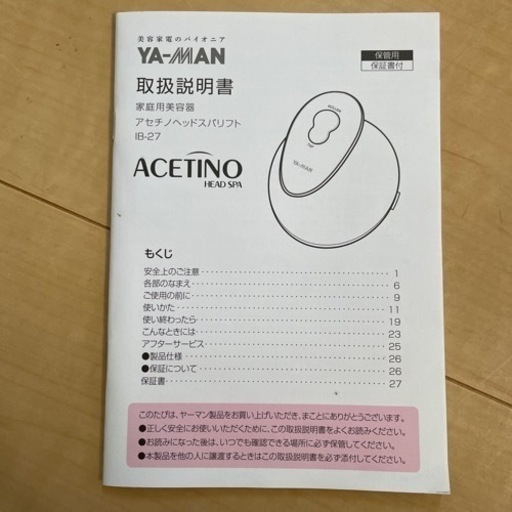 美容家電のパイオニア
YA-MAN
保管用
保証書付
取扱説明書
家庭用美容器
アセチノヘッドスパリフト
IB-27
ACETINO
HEAD SPA
ROLLER
TAP
YA-MAN
もくじ
安全上のご注意 1
各部のなまえ 6
ご使用の前に 9
使いかた 11
使い終わったら 19
こんなときには 23
アフターサービス 25
●製品仕様 26
●保証について 26
保証書 27
このたびは、ヤーマン製品をお買い上げいただき、まことにありがとうございます。
●正しく安全にお使いいただくために、この取扱説明書をよくお読みください。
●お読みになった後は、いつでも確認できる場所に必ず保管してください。
●本製品を他の人に譲渡するときはこの取扱説明書を必ず添付してください。